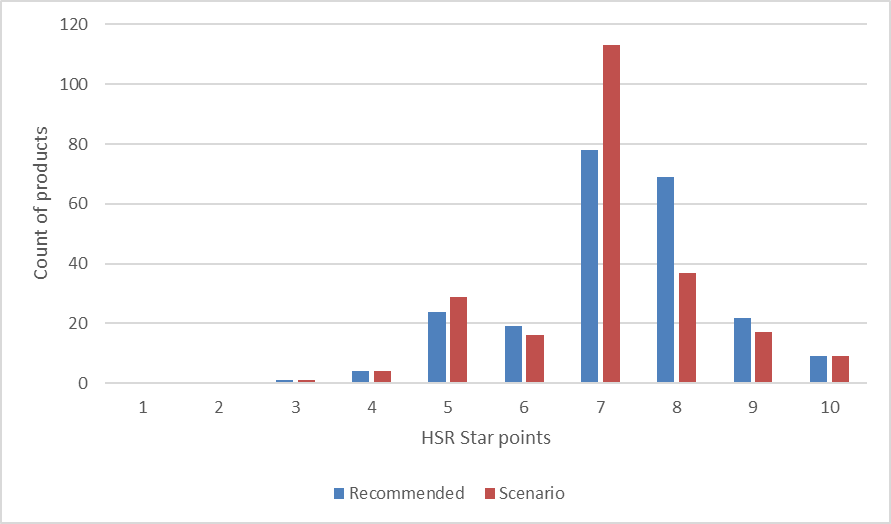 120
100
80
60
40
20
0
Count of products
1 2 3 4 5 6 7 8 9 10
HSR Star points
Recommended Scenario